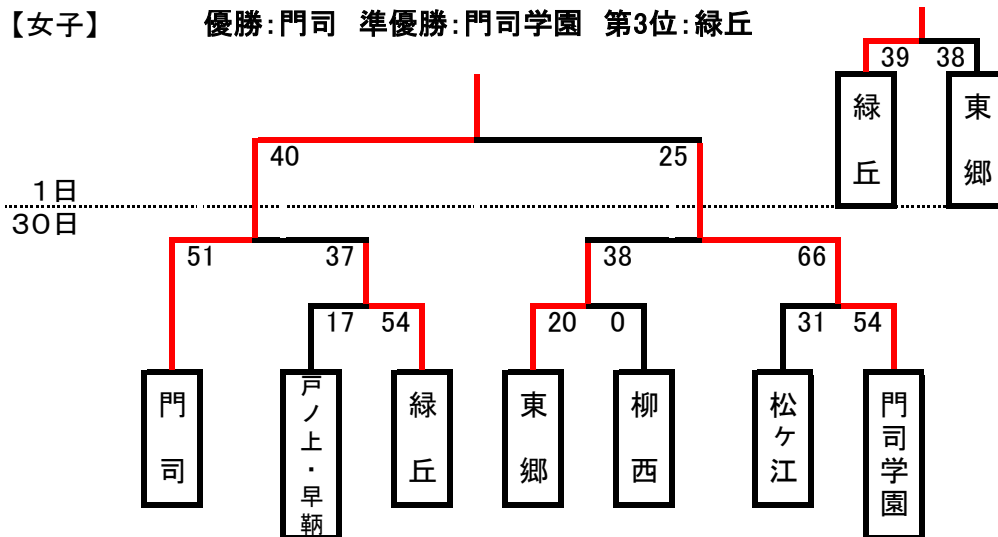 【女子】 優勝：門司 準優勝：門司学園 第3位：緑丘
39 38
緑丘
東郷
40 25
1日
30日
51 37 38 66
17 54 20 0 31 54
門司
戸ノ上・早鞆
緑丘
東郷
柳西
松ケ江
門司学園